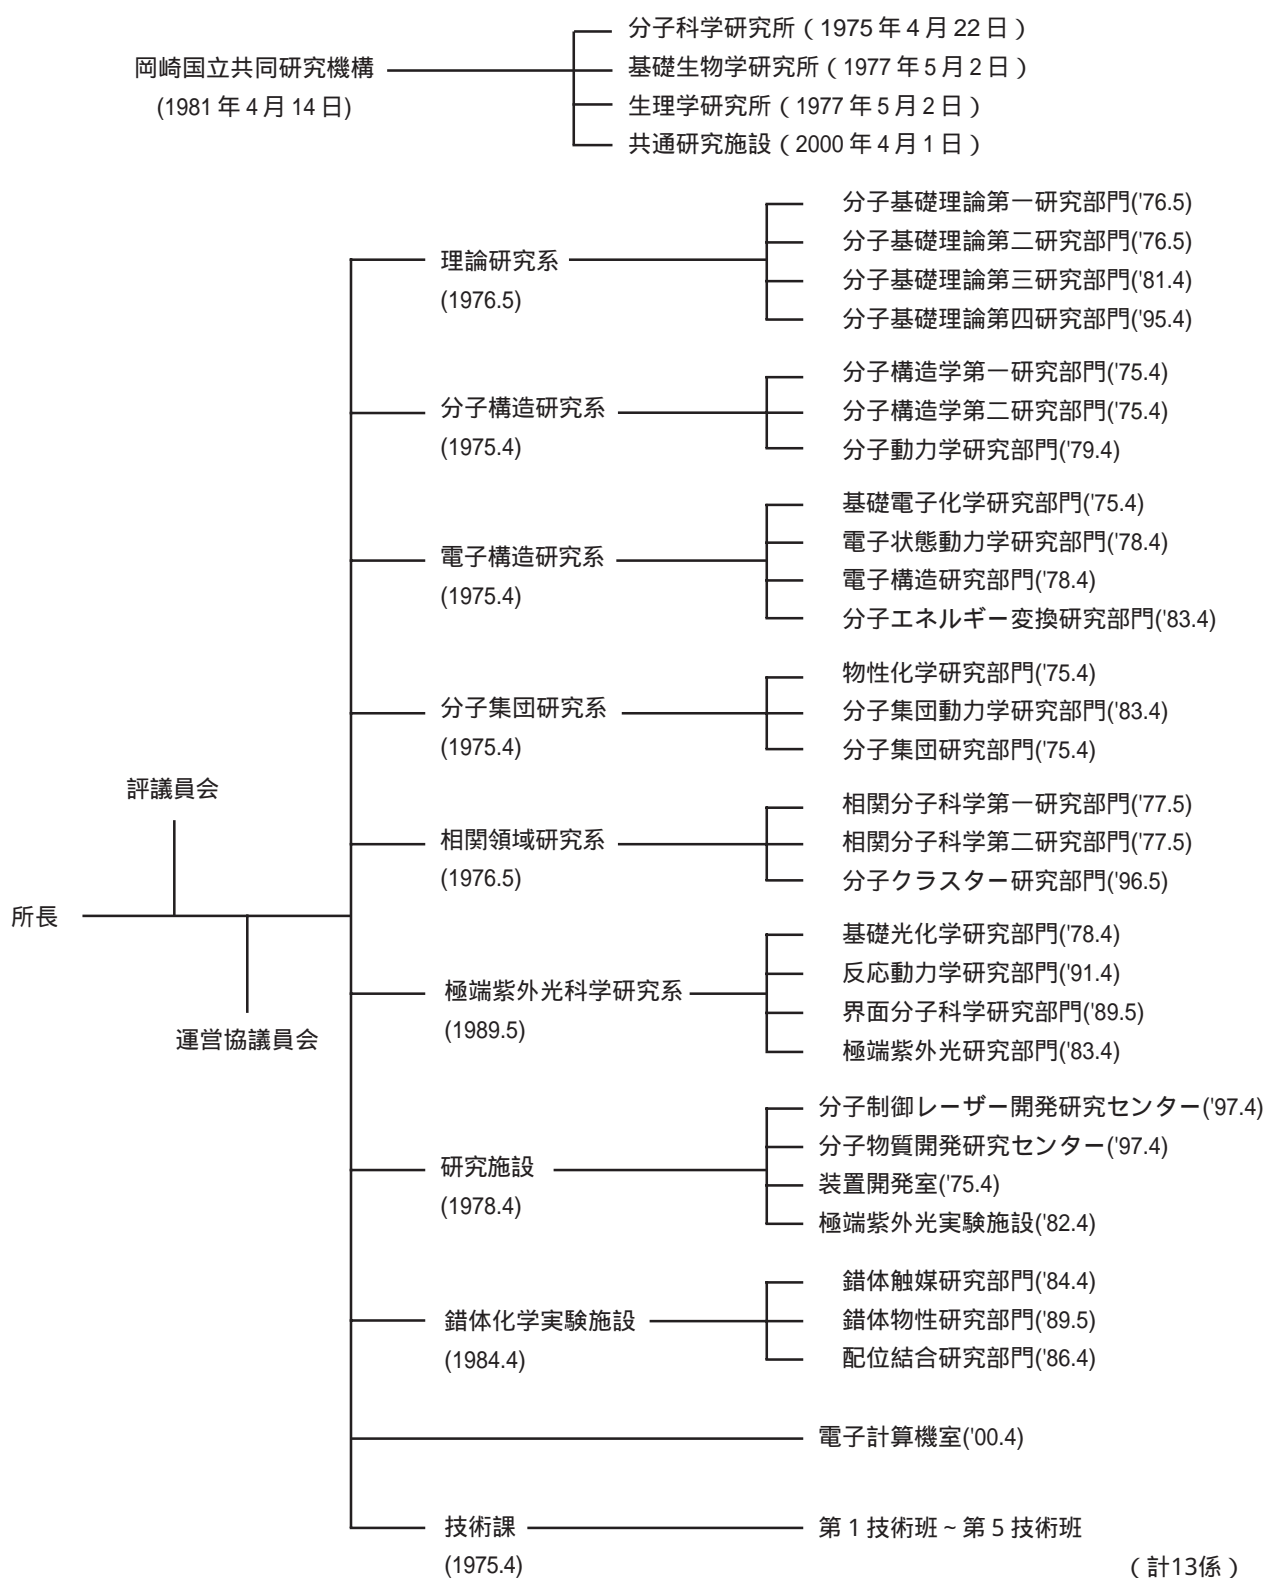 岡崎国立共同研究機構
(1981年4月14日)
分子科学研究所(1975年4月22日)
基礎生物学研究所(1977年5月2日)
生理学研究所(1977年5月2日)
共通研究施設(2000年4月1日)
所長
評議員会
運営協議員会
理論研究系
(1976.5)
分子基礎理論第一研究部門('76.5)
分子基礎理論第二研究部門('76.5)
分子基礎理論第三研究部門('81.4)
分子基礎理論第四研究部門('95.4)
分子構造研究系
(1975.4)
分子構造学第一研究部門('75.4)
分子構造学第二研究部門('75.4)
分子動力学研究部門('79.4)
電子構造研究系
(1975.4)
基礎電子化学研究部門('75.4)
電子状態動力学研究部門('78.4)
電子構造研究部門('78.4)
分子エネルギー変換研究部門('83.4)
分子集団研究系
(1975.4)
物性化学研究部門('75.4)
分子集団動力学研究部門('83.4)
分子集団研究部門('75.4)
相関領域研究系
(1976.5)
相関分子科学第一研究部門('77.5)
相関分子科学第二研究部門('77.5)
分子クラスター研究部門('96.5)
極端紫外光科学研究系
(1989.5)
基礎光化学研究部門('78.4)
反応動力学研究部門('91.4)
界面分子科学研究部門('89.5)
極端紫外光研究部門('83.4)
研究施設
(1978.4)
分子制御レーザー開発研究センター('97.4)
分子物質開発研究センター('97.4)
装置開発室('75.4)
極端紫外光実験施設('82.4)
錯体化学実験施設
(1984.4)
錯体触媒研究部門('84.4)
錯体物性研究部門('89.5)
配位結合研究部門('86.4)
電子計算機室('00.4)
技術課
(1975.4)
第1技術班~第5技術班
(計13係)